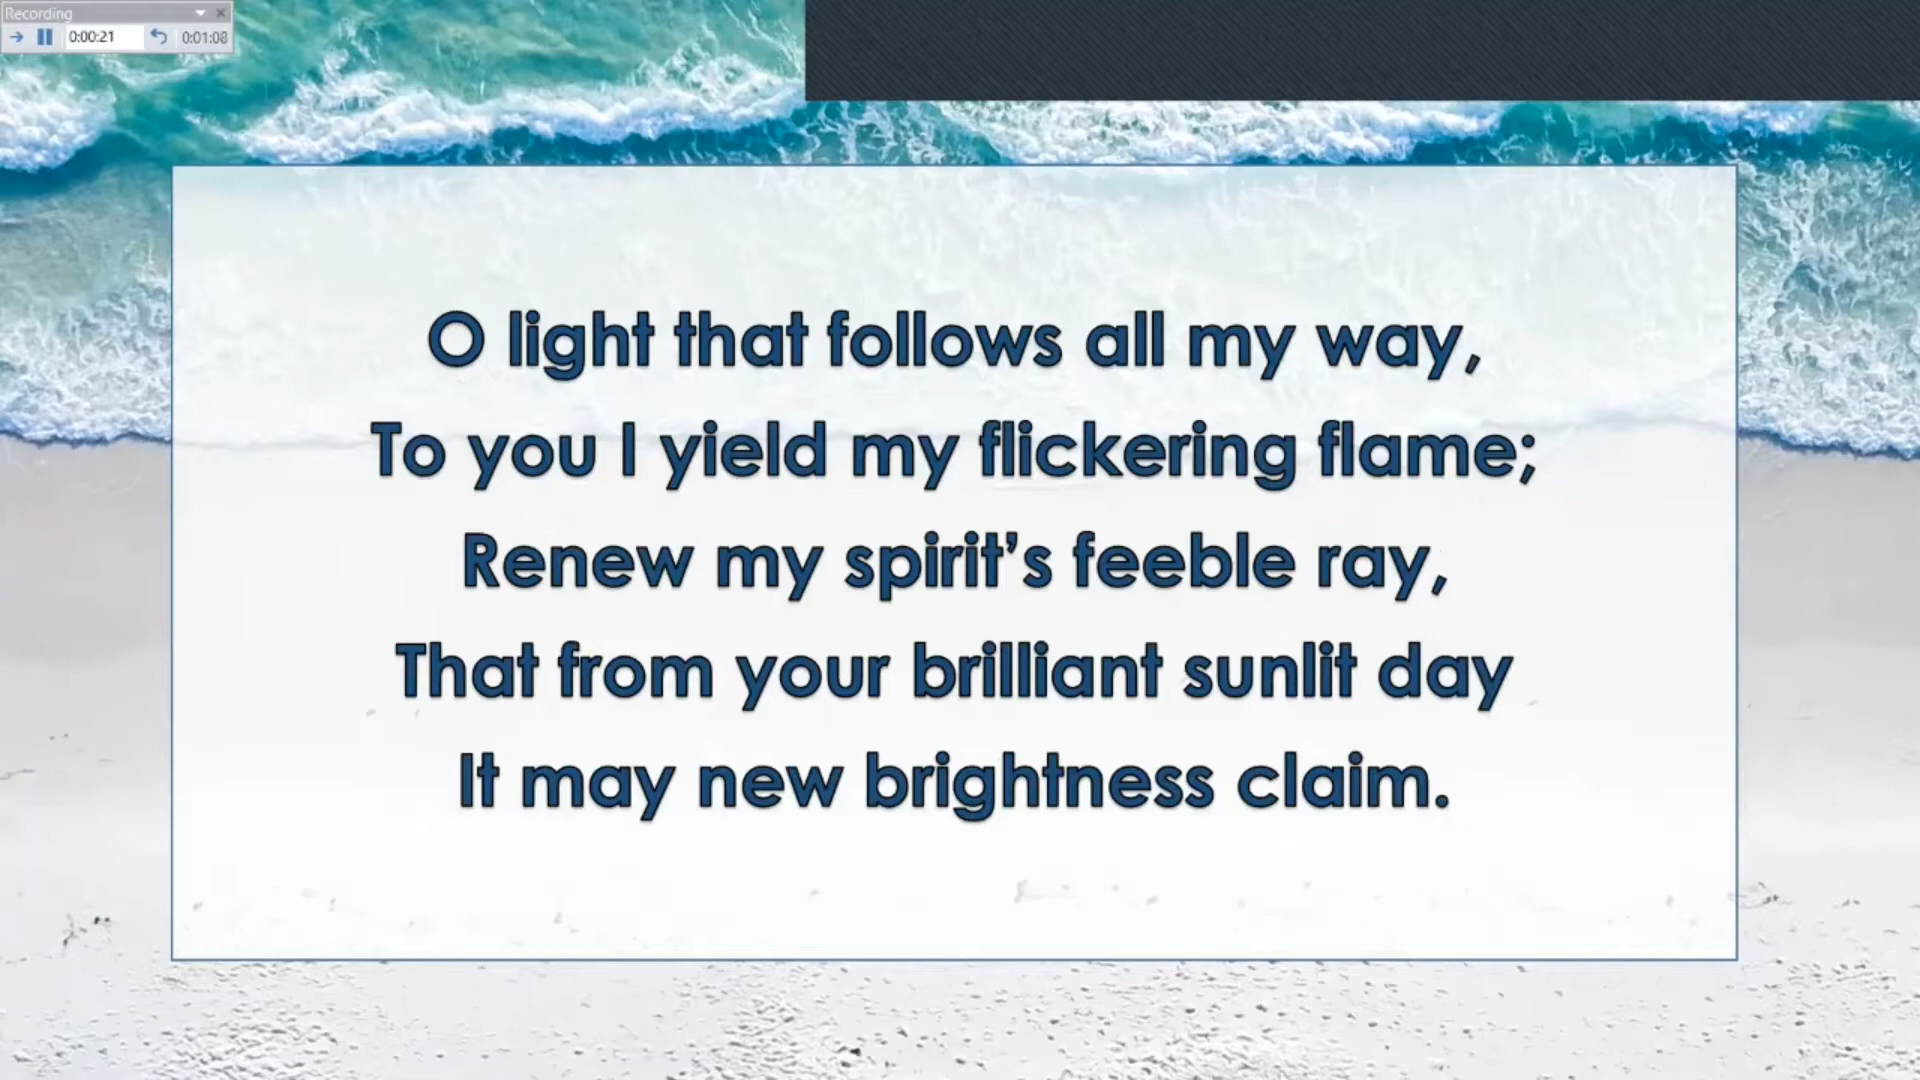 Recording
0:00:21
0:01:08
O light that follows all my way,
To you I yield my flickering flame;
Renew my spirit’s feeble ray,
That from your brilliant sunlit day
It may new brightness claim.